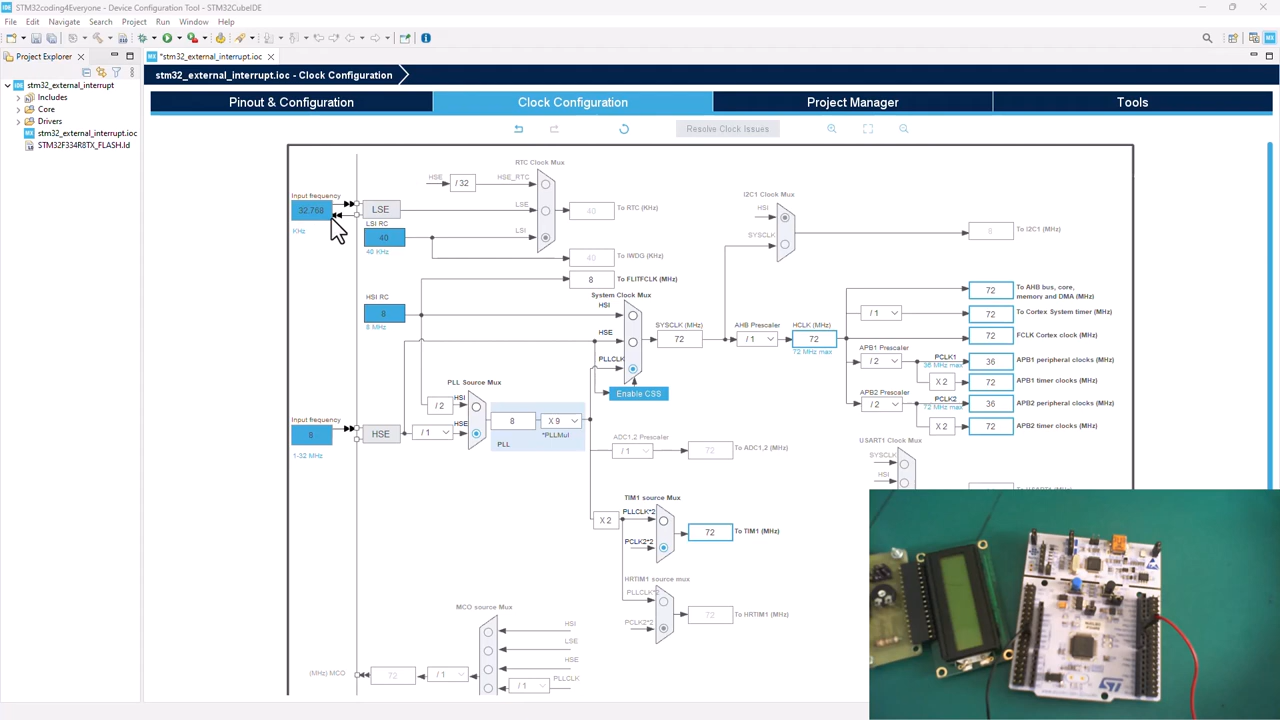 STM32coding4Everyone - Device Configuration Tool - STM32CubeIDE
File Edit Navigate Search Project Run Window Help
Project Explorer
*stm32_external_interrupt.ioc
stm32_external_interrupt
Includes
Core
Drivers
stm32_external_interrupt.ioc
STM32F334R8TX_FLASH.ld
stm32_external_interrupt.ioc - Clock Configuration
Pinout & Configuration
Clock Configuration
Project Manager
Tools
Resolve Clock Issues
RTC Clock Mux
HSE
/ 32
HSE_RTC
Input frequency
32.768
KHz
LSE
LSE
40
To RTC (KHz)
LSI RC
40
40 KHz
LSI
40
To IWDG (KHz)
8
To FLITFCLK (MHz)
I2C1 Clock Mux
HSI
SYSCLK
8
To I2C1 (MHz)
HSI RC
8
8 MHz
System Clock Mux
HSI
HSE
PLLCLK
Enable CSS
SYSCLK (MHz)
72
AHB Prescaler
/ 1
HCLK (MHz)
72
72 MHz max
72
To AHB bus, core,
memory and DMA (MHz)
/ 1
72
To Cortex System timer (MHz)
72
FCLK Cortex clock (MHz)
APB1 Prescaler
/ 2
PCLK1
36 MHz max
36
APB1 peripheral clocks (MHz)
X 2
72
APB1 timer clocks (MHz)
APB2 Prescaler
/ 2
PCLK2
72 MHz max
36
APB2 peripheral clocks (MHz)
X 2
72
APB2 timer clocks (MHz)
PLL Source Mux
HSI
/ 2
HSE
/ 1
Input frequency
8
1-32 MHz
HSE
8
X 9
*PLLMul
PLL
ADC1,2 Prescaler
/ 1
72
To ADC1,2 (MHz)
USART1 Clock Mux
SYSCLK
HSI
TIM1 source Mux
X 2
PLLCLK*2
PCLK2*2
72
To TIM1 (MHz)
HRTIM1 source mux
PLLCLK*2
PCLK2*2
72
To HRTIM1 (MHz)
MCO source Mux
HSI
LSE
HSE
PLLCLK
/ 1
(MHz) MCO
72
/ 1